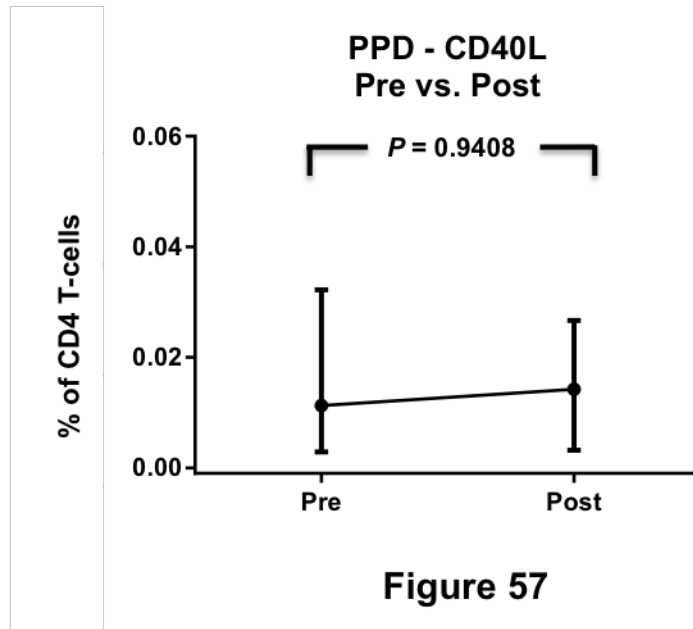 PPD - CD40L
Pre vs. Post
P = 0.9408
0.06
0.04
0.02
0.00
% of CD4 T-cells
Pre
Post
Figure 57